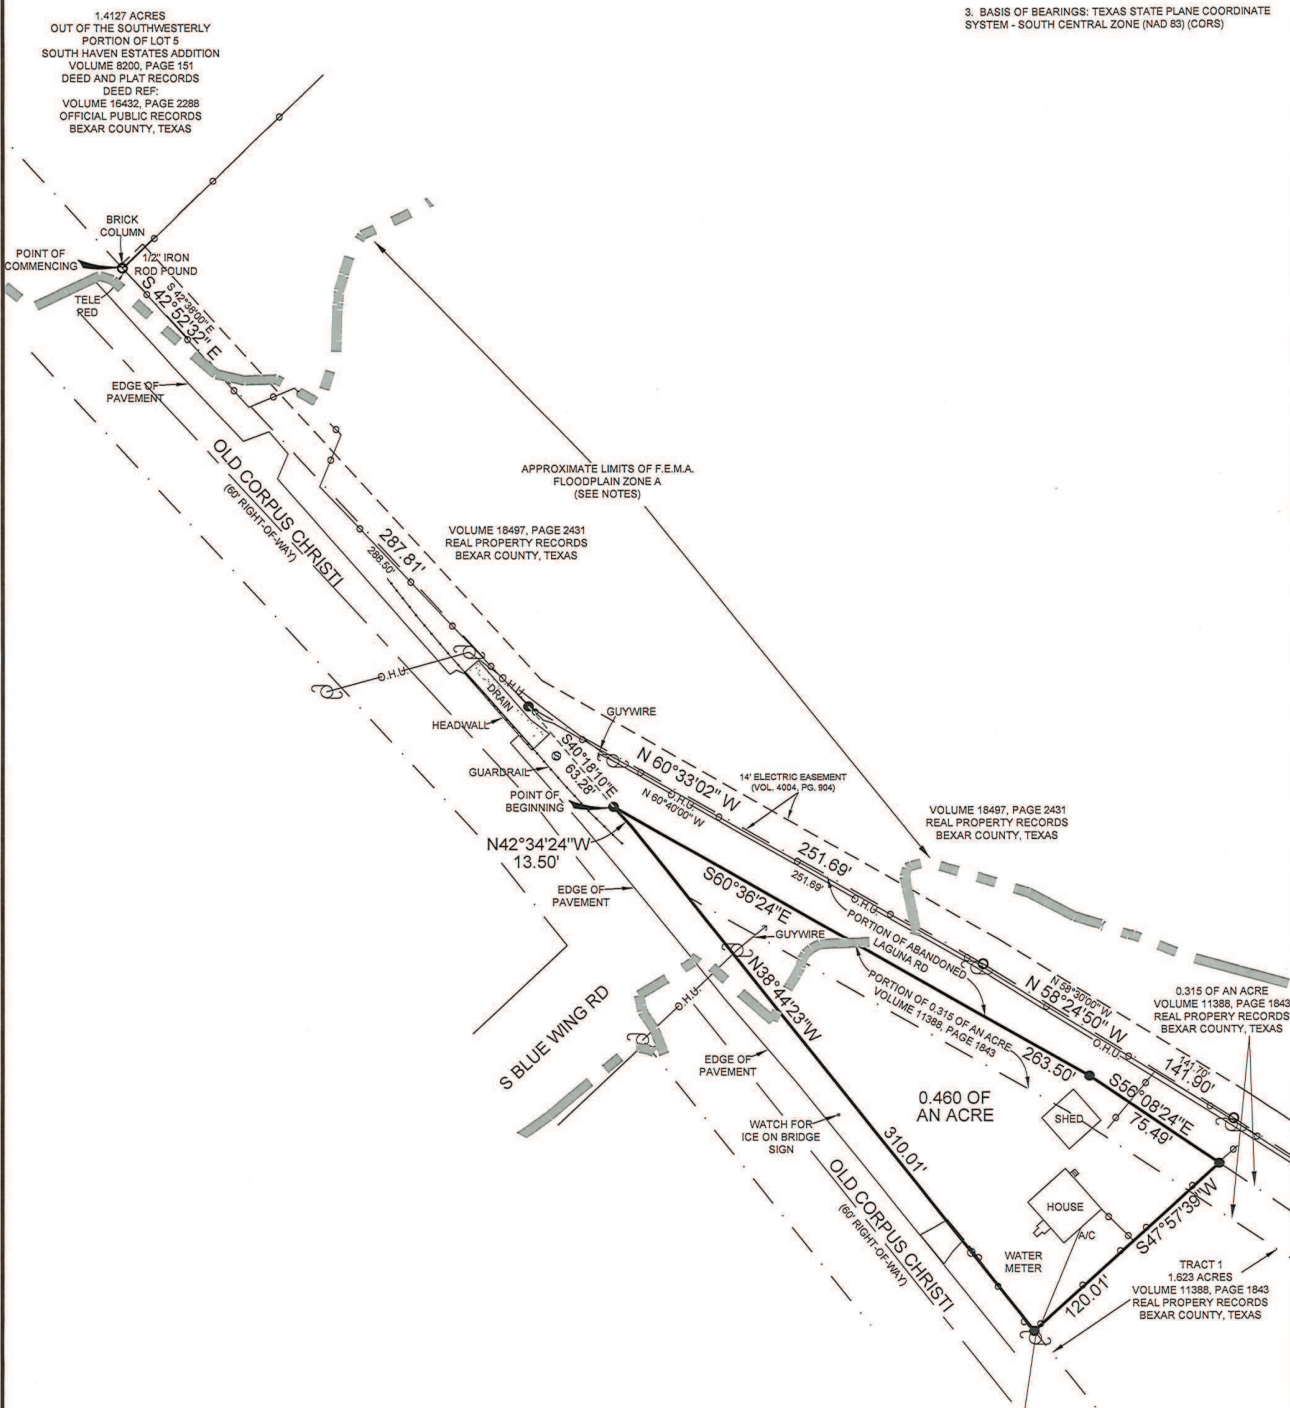 1.4127 ACRES
OUT OF THE SOUTHWESTERLY
PORTION OF LOT 5
SOUTH HAVEN ESTATES ADDITION
VOLUME 8200, PAGE 151
DEED AND PLAT RECORDS
DEED REF:
VOLUME 16432, PAGE 2288
OFFICIAL PUBLIC RECORDS
BEXAR COUNTY, TEXAS
3. BASIS OF BEARINGS: TEXAS STATE PLANE COORDINATE
SYSTEM - SOUTH CENTRAL ZONE (NAD 83) (CORS)
BRICK
COLUMN
POINT OF
COMMENCING
1/2" IRON
ROD FOUND
TELE
RED
S 42°36'00" E
S 42°52'32" E
EDGE OF
PAVEMENT
OLD CORPUS CHRISTI
(60' RIGHT-OF-WAY)
APPROXIMATE LIMITS OF F.E.M.A.
FLOODPLAIN ZONE A
(SEE NOTES)
287.81'
288.50'
VOLUME 18497, PAGE 2431
REAL PROPERTY RECORDS
BEXAR COUNTY, TEXAS
O.H.U.
O.H.U.
DRAIN
HEADWALL
GUYWIRE
GUARDRAIL
S40°18'10"E
63.28'
POINT OF
BEGINNING
N 60°33'02" W
N 60°40'00" W
O.H.U.
14' ELECTRIC EASEMENT
(VOL. 4004, PG. 904)
VOLUME 18497, PAGE 2431
REAL PROPERTY RECORDS
BEXAR COUNTY, TEXAS
N42°34'24"W
13.50'
251.69'
251.69'
S60°36'24"E
EDGE OF
PAVEMENT
O.H.U.
PORTION OF ABANDONED
LAGUNA RD
GUYWIRE
PORTION OF 0.315 OF AN ACRE
VOLUME 11388, PAGE 1843
N 58°30'00" W
N 58°24'50" W
0.315 OF AN ACRE
VOLUME 11388, PAGE 1843
REAL PROPERY RECORDS
BEXAR COUNTY, TEXAS
N38°44'23"W
O.H.U.
S BLUE WING RD
O.H.U.
141.70'
141.90'
263.50'
EDGE OF
PAVEMENT
0.460 OF
AN ACRE
S56°08'24"E
75.49'
SHED
WATCH FOR
ICE ON BRIDGE
SIGN
310.01'
OLD CORPUS CHRISTI
(60' RIGHT-OF-WAY)
HOUSE
A/C
S47°57'39"W
WATER
METER
120.01'
TRACT 1
1.623 ACRES
VOLUME 11388, PAGE 1843
REAL PROPERY RECORDS
BEXAR COUNTY, TEXAS